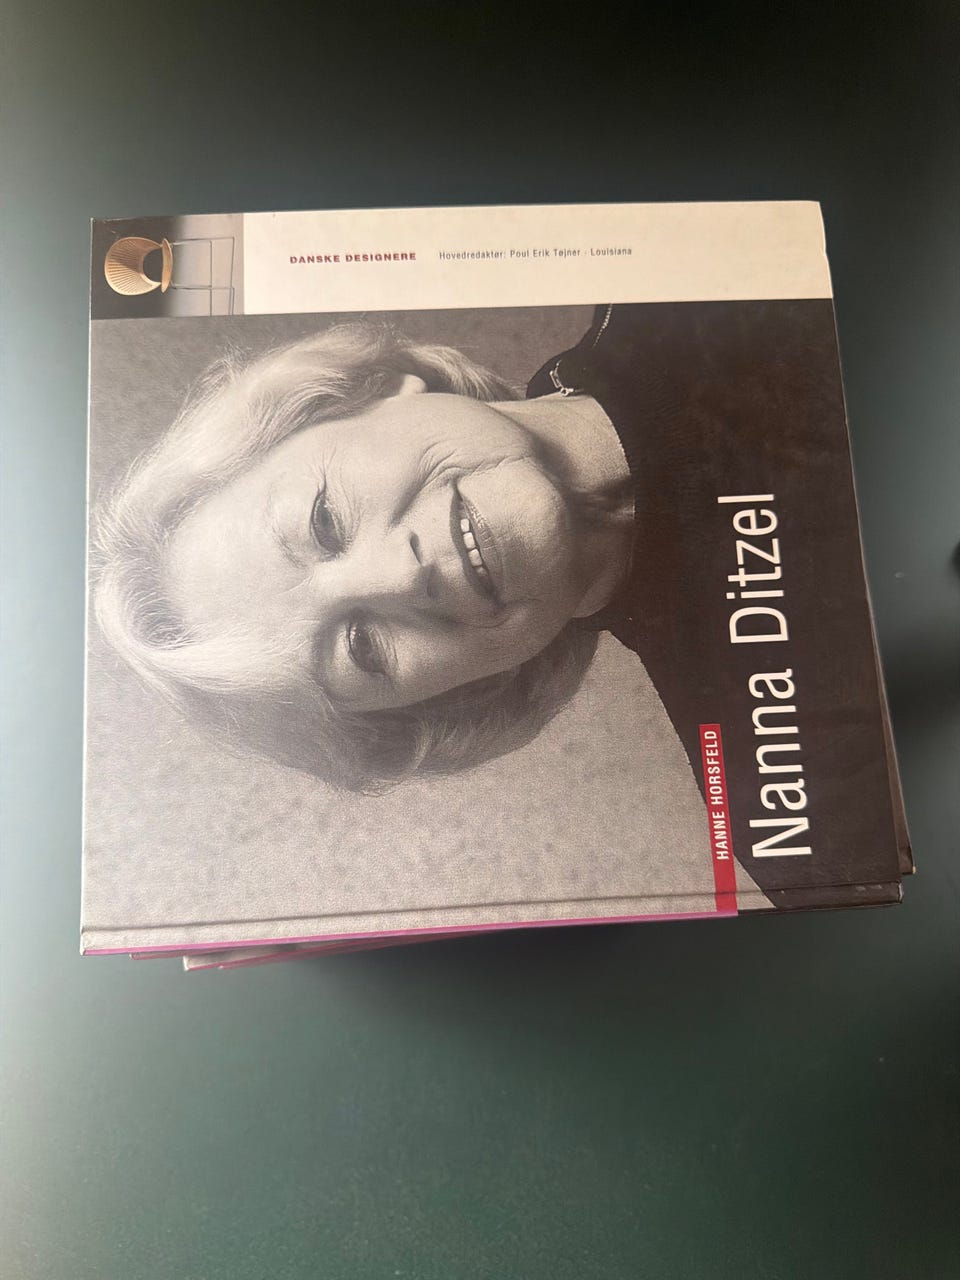 DANSKE DESIGNERE
Hovedredaktør: Poul Erik Tøjner · Louisiana
HANNE HORSFELD
Nanna Ditzel